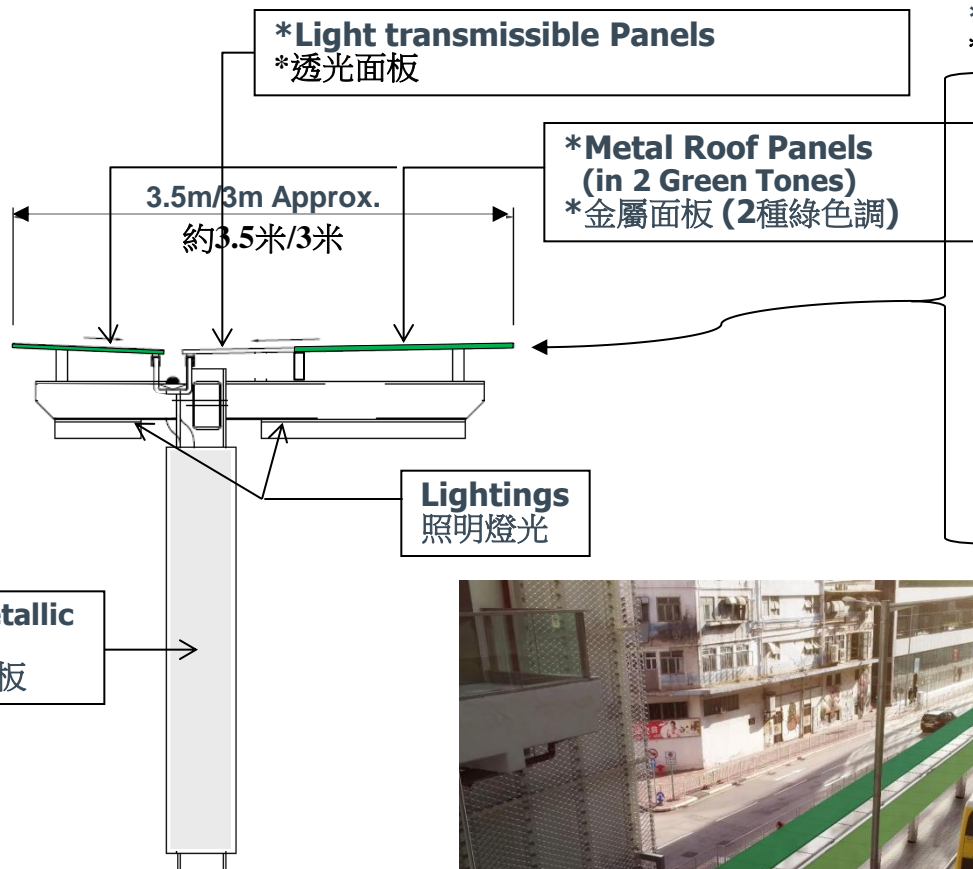 *Light transmissible Panels
*透光面板
*Metal Roof Panels
(in 2 Green Tones)
*金屬面板 (2種綠色調)
3.5m/3m Approx.
約3.5米/3米
Lightings
照明燈光
etallic
板